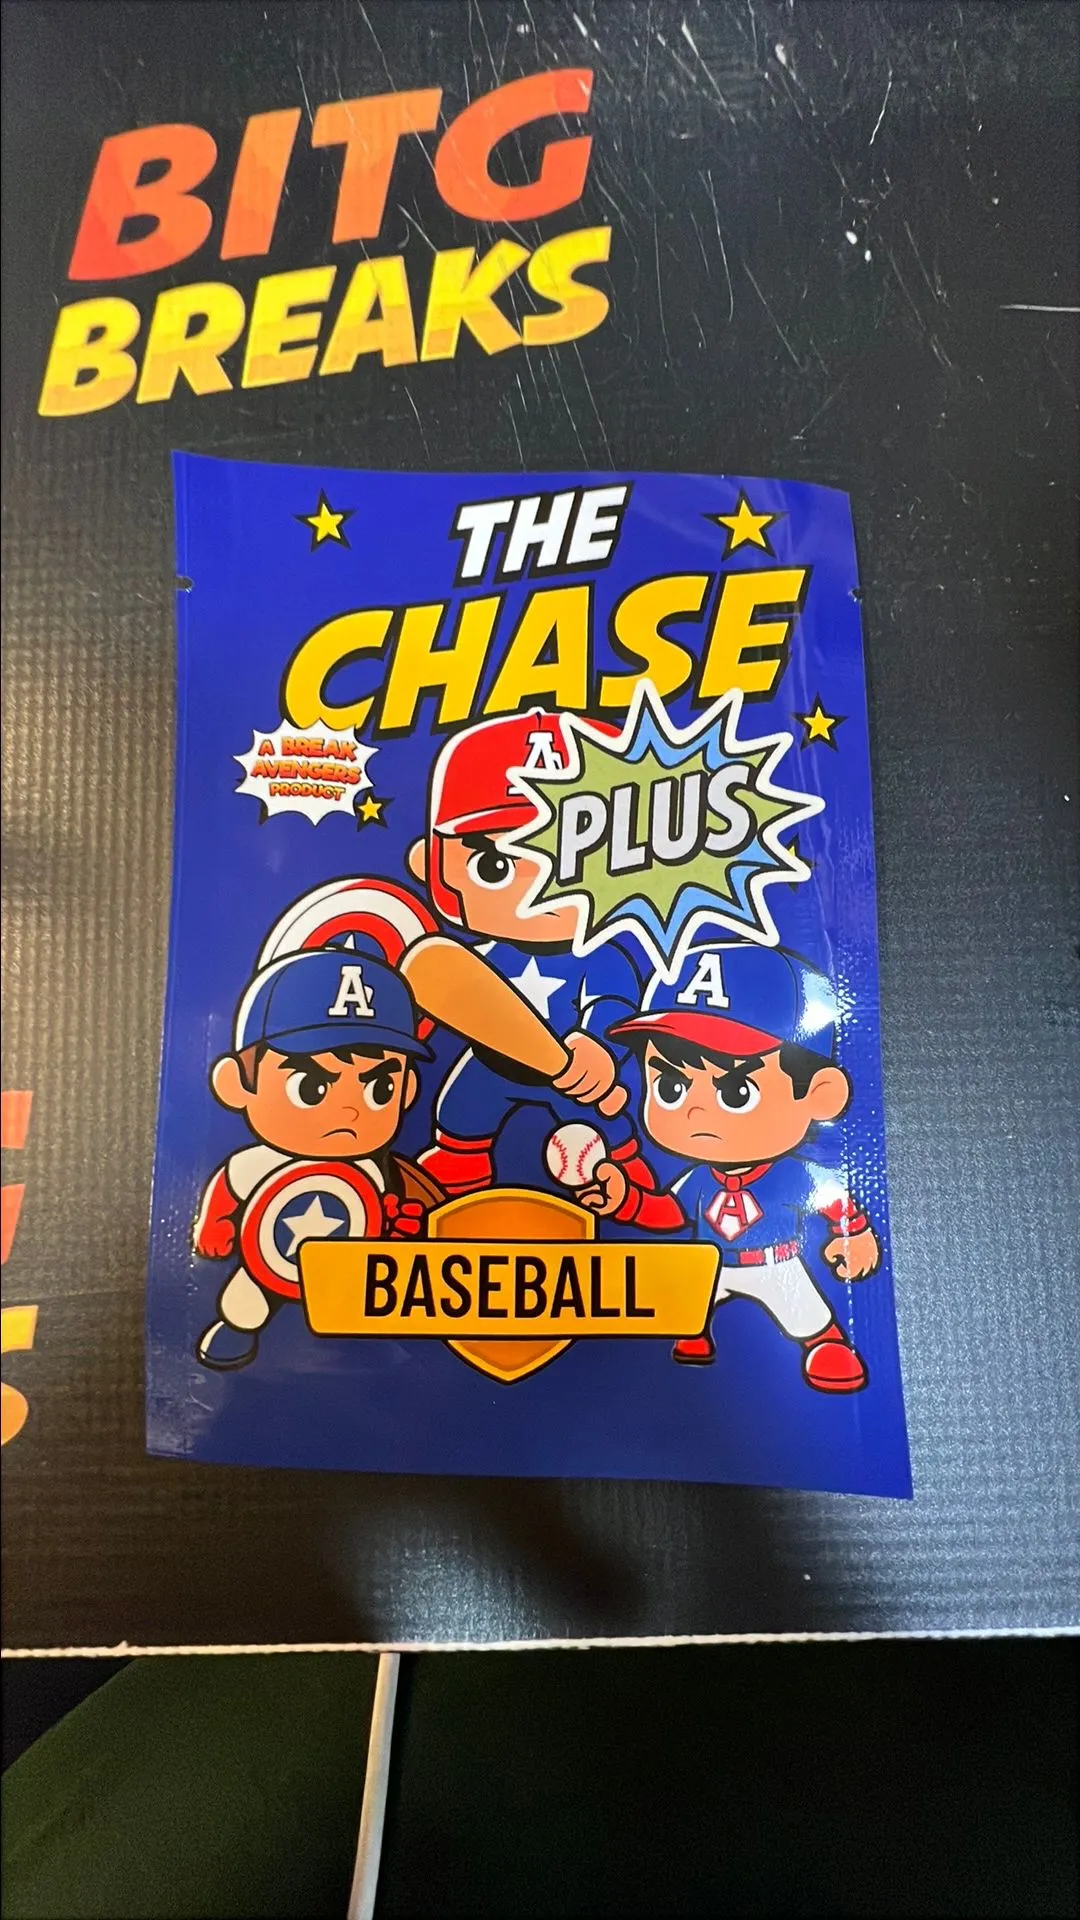 BITG
BREAKS
THE
CHASE
A BREAK
AVENGERS
PRODUCT
PLUS
A
A
A
A
BASEBALL